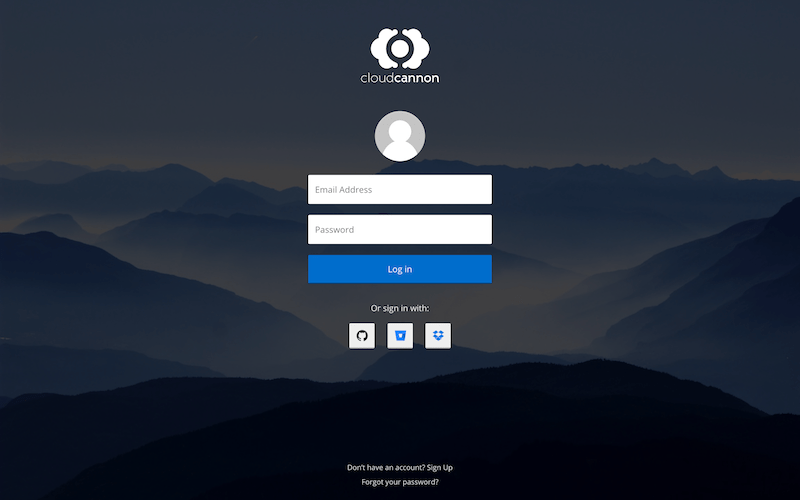 cloudcannon
Email Address
Password
Log in
Or sign in with:
Don't have an account? Sign Up
Forgot your password?